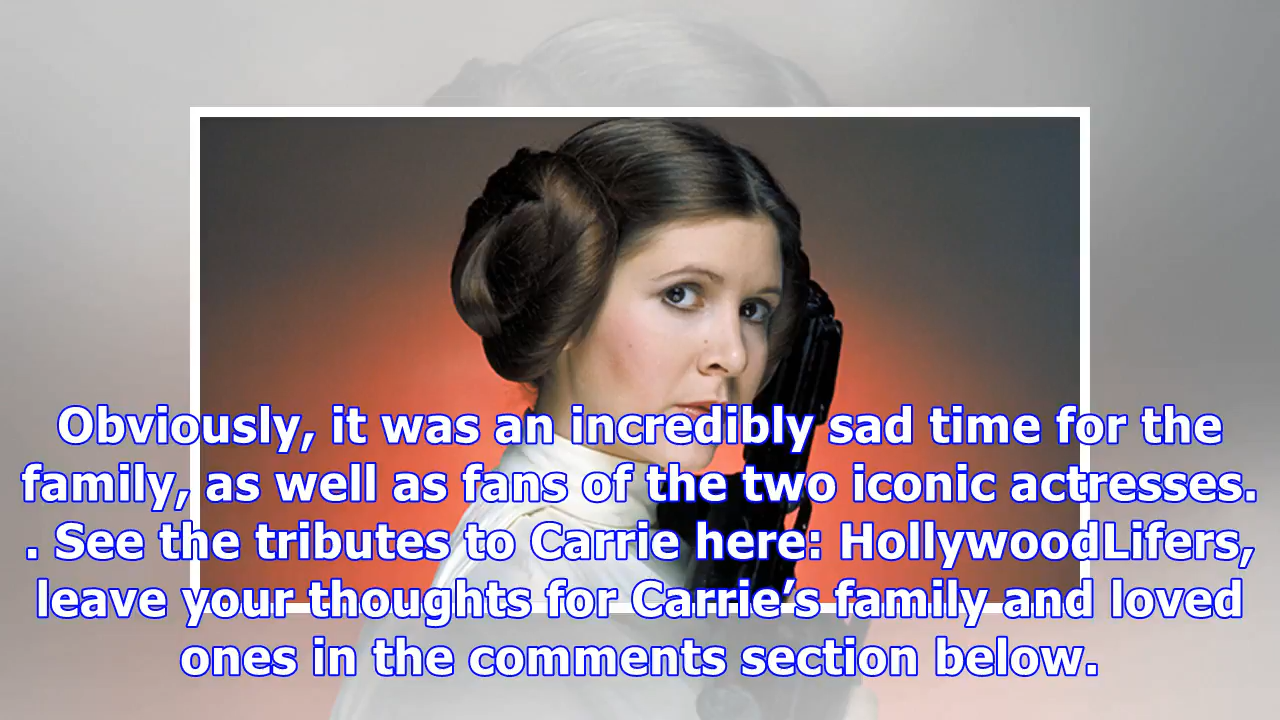 Obviously, it was an incredibly sad time for the
family, as well as fans of the two iconic actresses.
. See the tributes to Carrie here: HollywoodLifers,
leave your thoughts for Carrie’s family and loved
ones in the comments section below.